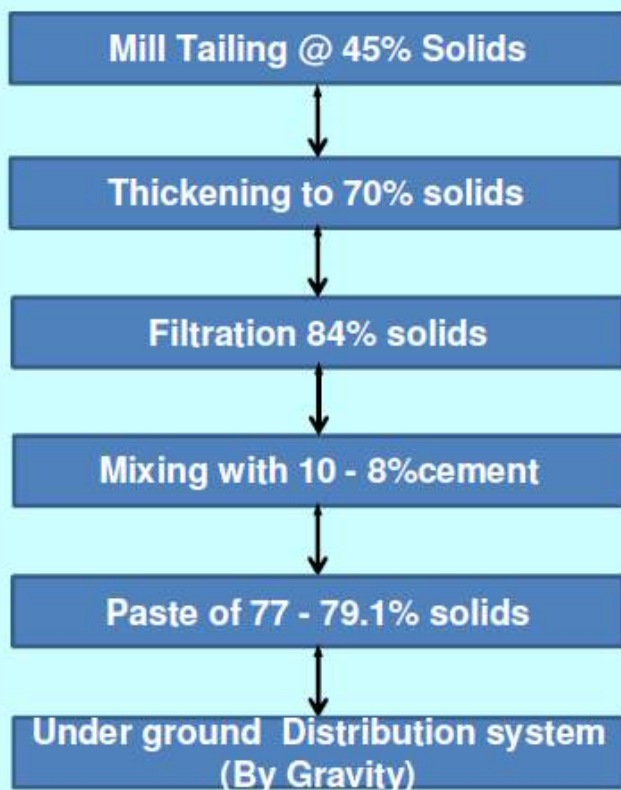 Mill Tailing @ 45% Solids
Thickening to 70% solids
Filtration 84% solids
Mixing with 10 - 8%cement
Paste of 77 - 79.1% solids
Under ground  Distribution system
(By Gravity)